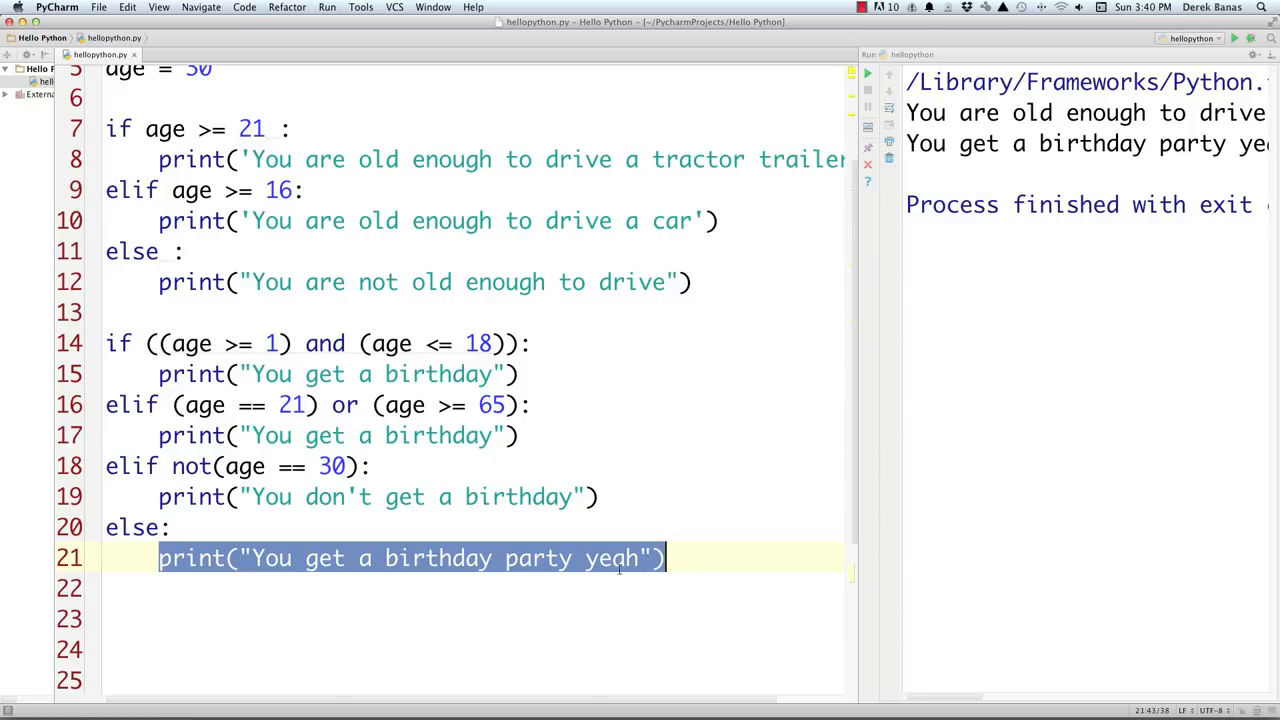 PyCharm File Edit View Navigate Code Refactor Run Tools VCS Window Help 10 Sun 3:40 PM Derek Banas
hellopython.py – Hello Python – [~/PycharmProjects/Hello Python]
Hello Python hellopython.py hellopython
hellopython.py
Run hellopython
Hello P
hell
Externa
5 age = 30
6
7 if age >= 21 :
8 print('You are old enough to drive a tractor trailer
9 elif age >= 16:
10 print('You are old enough to drive a car')
11 else :
12 print("You are not old enough to drive")
13
14 if ((age >= 1) and (age <= 18)):
15 print("You get a birthday")
16 elif (age == 21) or (age >= 65):
17 print("You get a birthday")
18 elif not(age == 30):
19 print("You don't get a birthday")
20 else:
21 print("You get a birthday party yeah")
22
23
24
25
/Library/Frameworks/Python.
You are old enough to drive
You get a birthday party ye
Process finished with exit
21:43/38 LF UTF-8